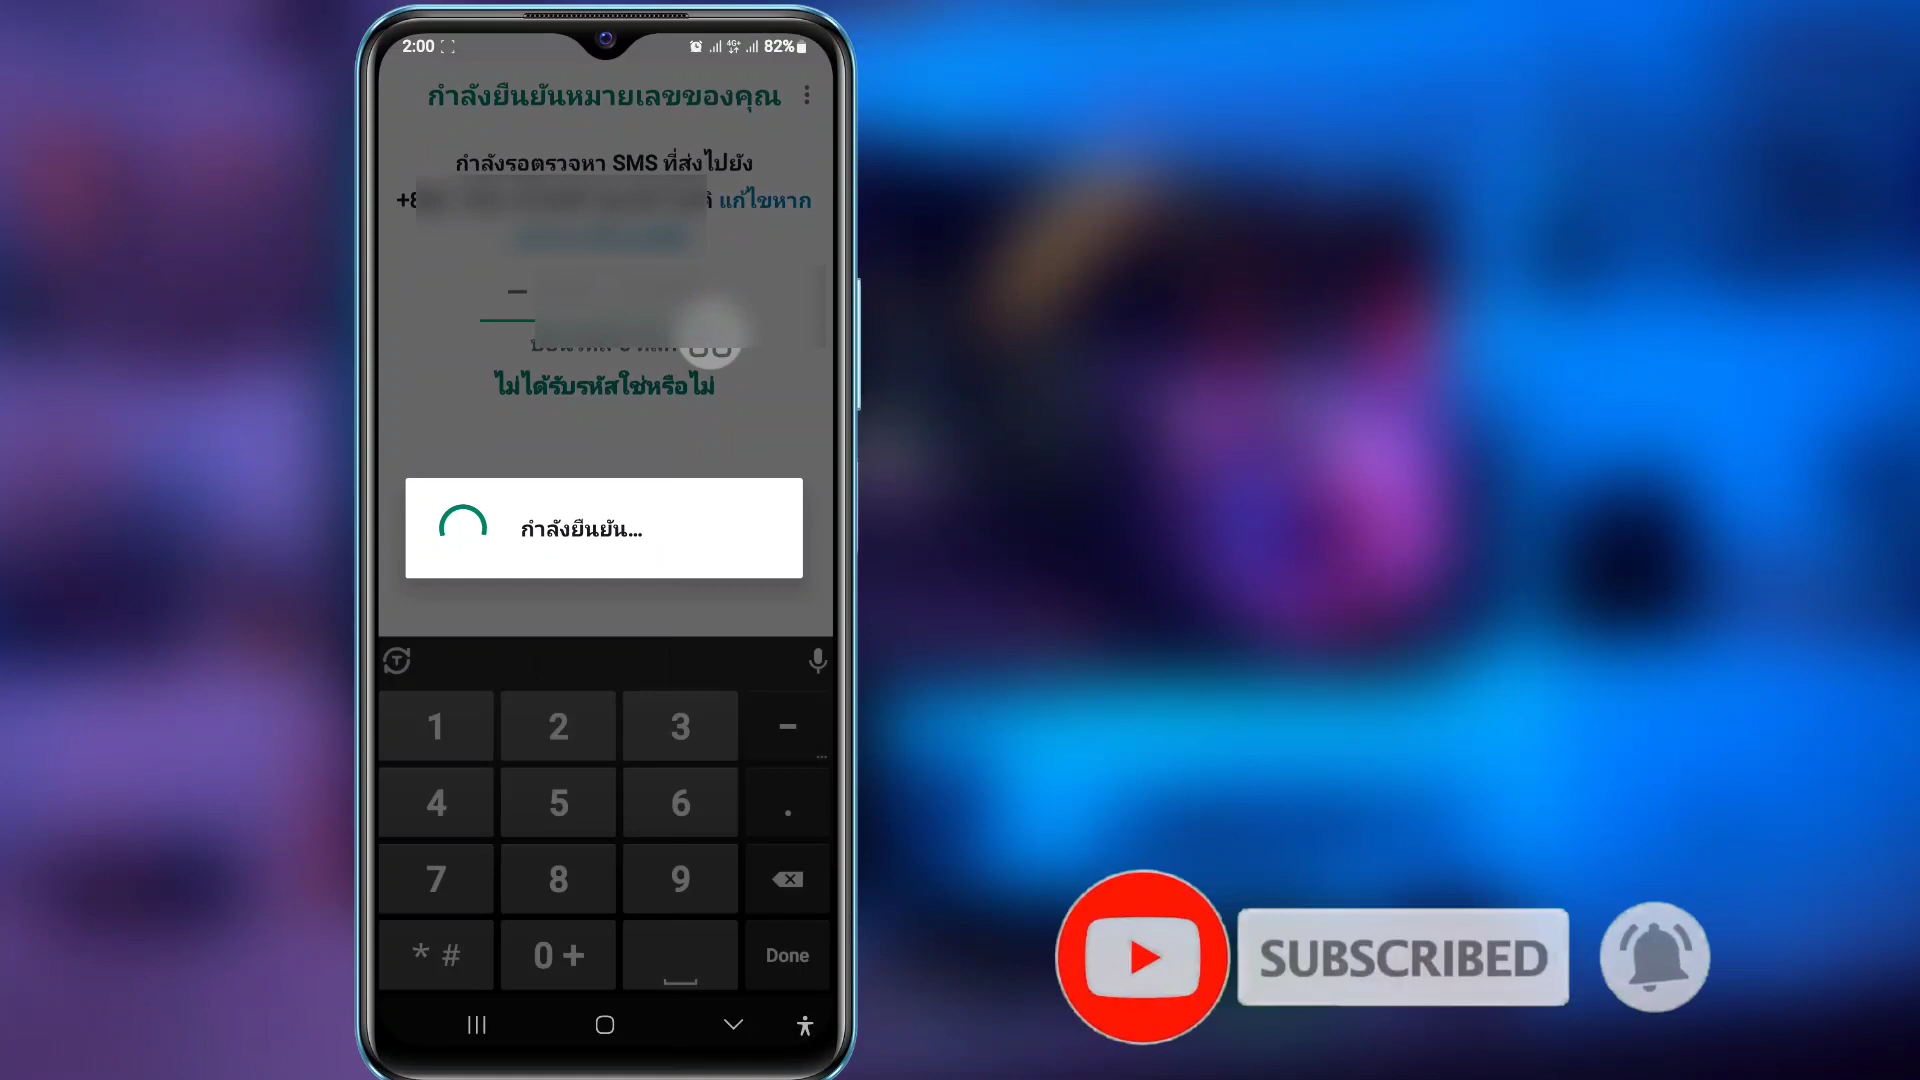 2:00 4G+ 82%
กำลังยืนยันหมายเลขของคุณ
กำลังรอตรวจหา SMS ที่ส่งไปยัง
แก้ไขหาก
ไม่ได้รับรหัสใช่หรือไม่
กำลังยืนยัน...
1 2 3 -
4 5 6 .
7 8 9
* # 0 + Done
SUBSCRIBED